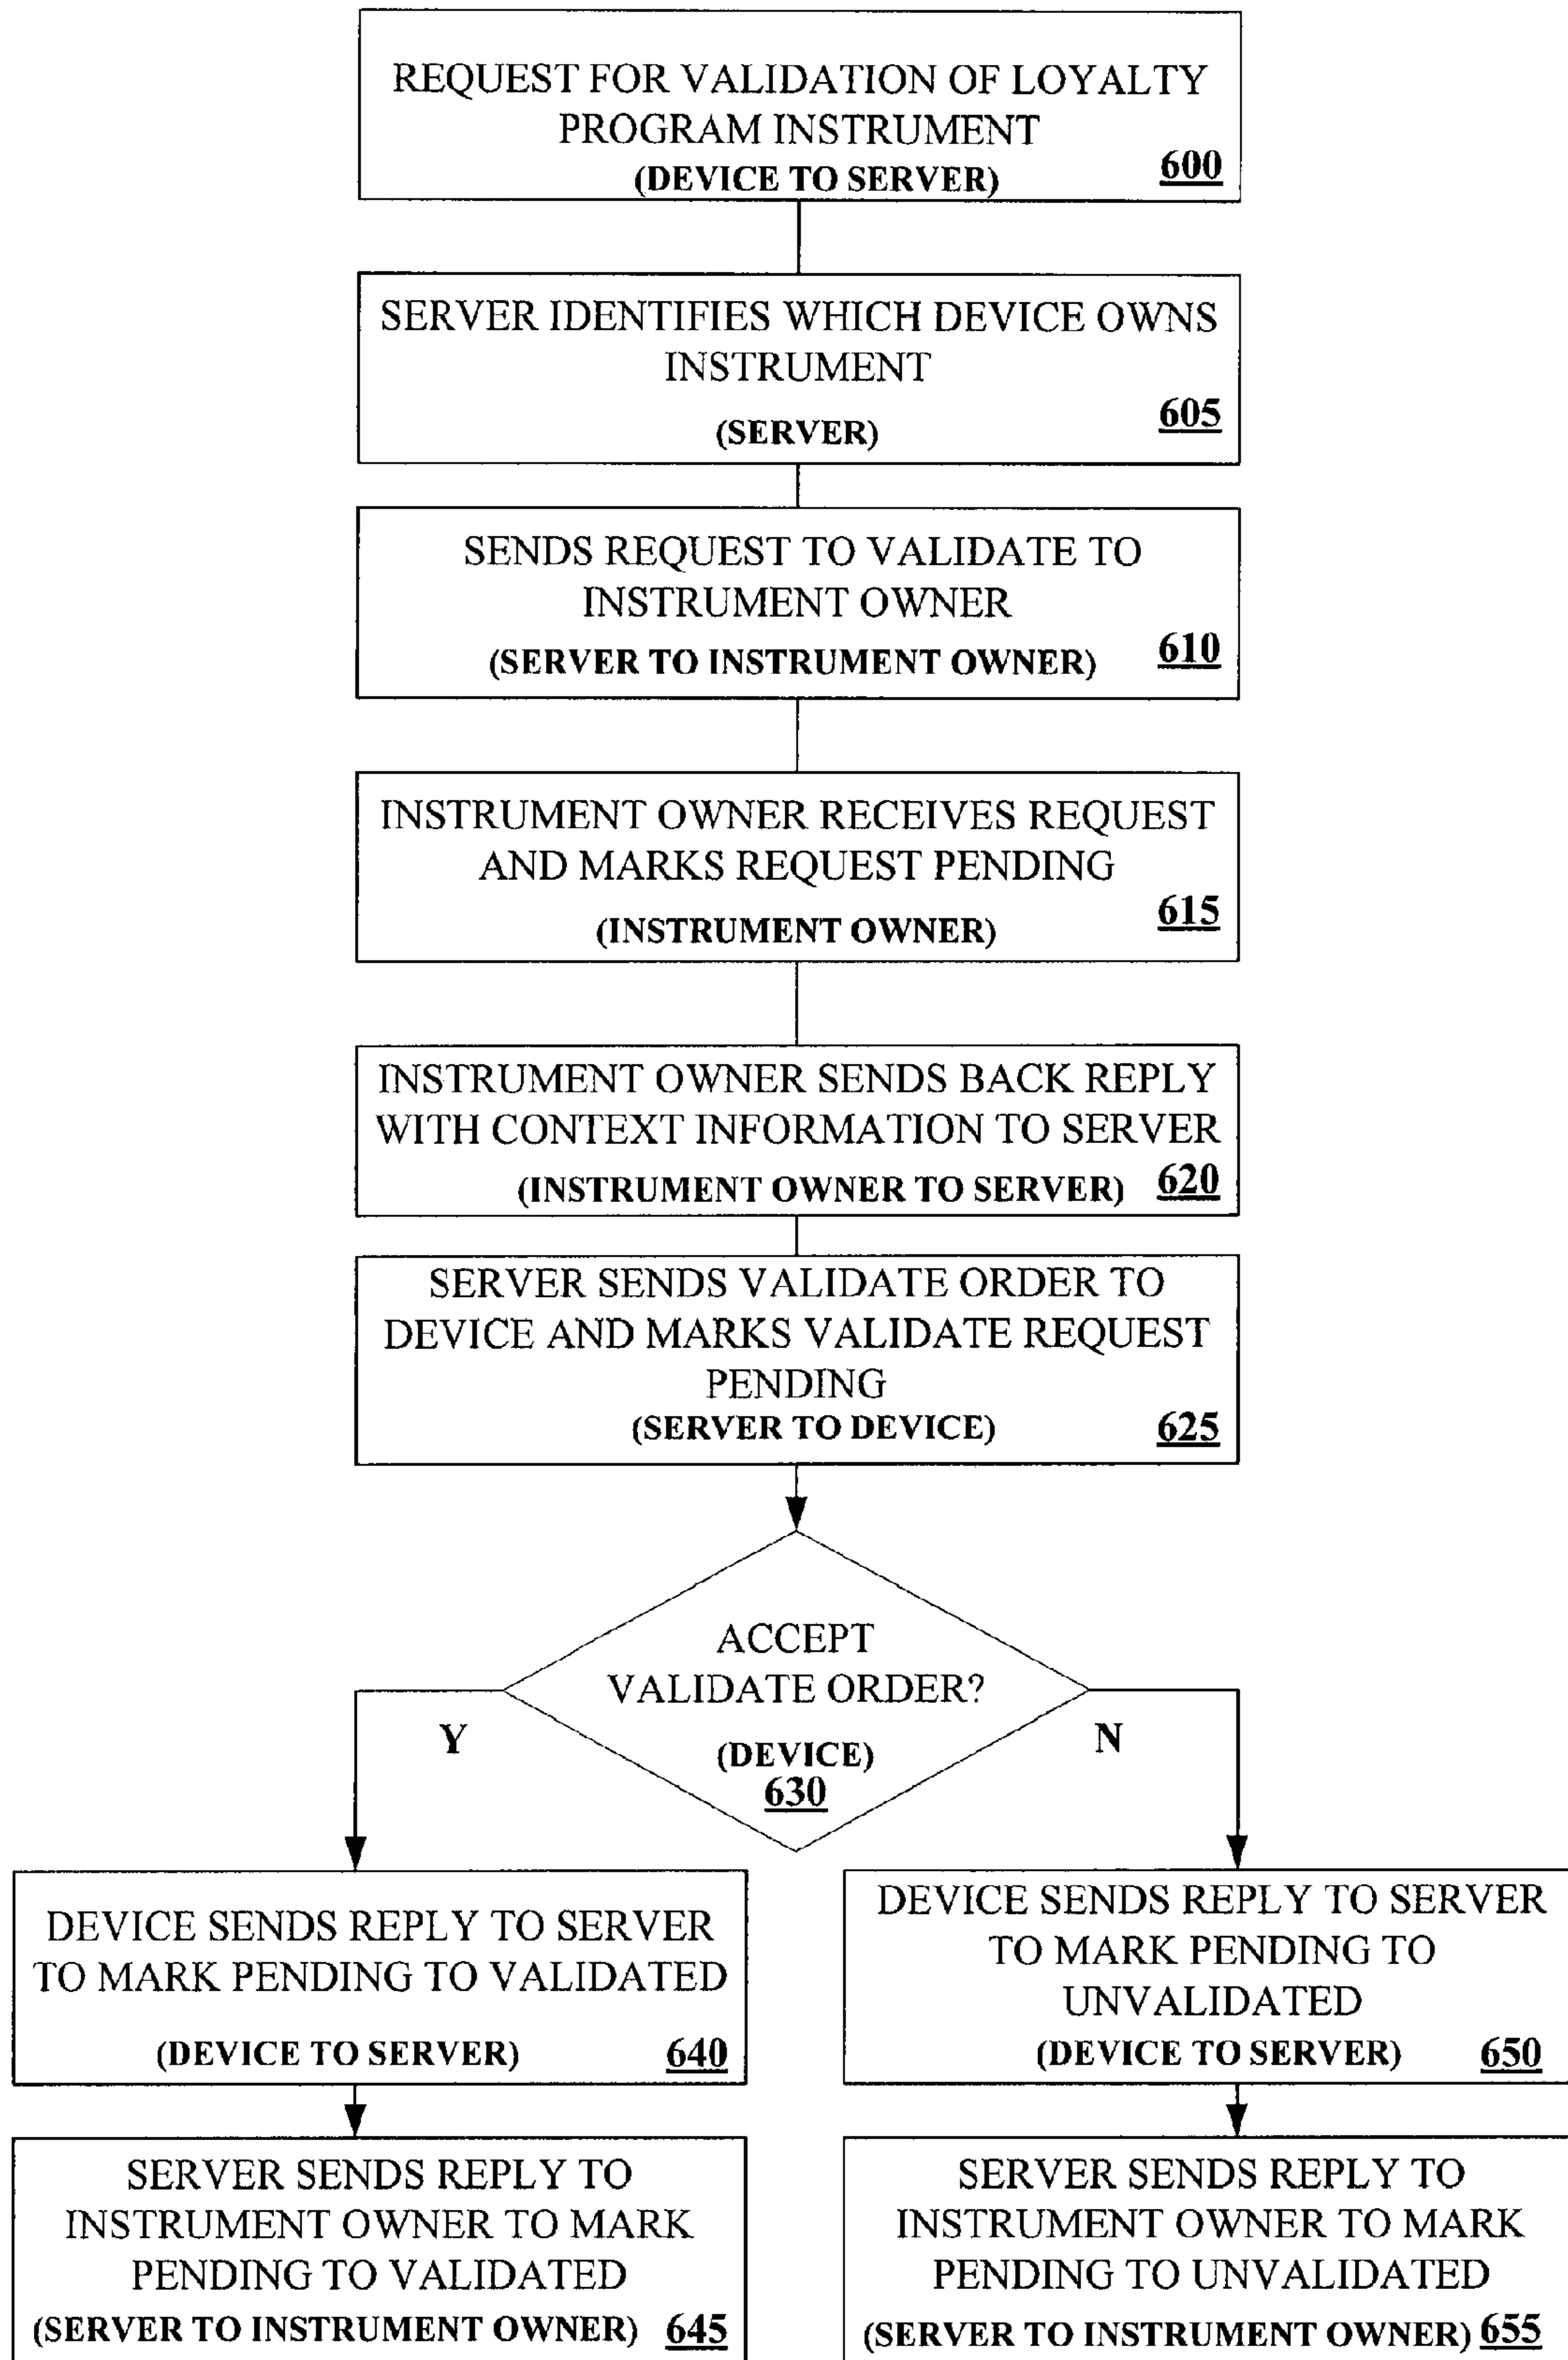 REQUEST FOR VALIDATION OF LOYALTY
PROGRAM INSTRUMENT
(DEVICE TO SERVER) 600
SERVER IDENTIFIES WHICH DEVICE OWNS
INSTRUMENT
(SERVER) 605
SENDS REQUEST TO VALIDATE TO
INSTRUMENT OWNER
(SERVER TO INSTRUMENT OWNER) 610
INSTRUMENT OWNER RECEIVES REQUEST
AND MARKS REQUEST PENDING
(INSTRUMENT OWNER) 615
INSTRUMENT OWNER SENDS BACK REPLY
WITH CONTEXT INFORMATION TO SERVER
(INSTRUMENT OWNER TO SERVER) 620
SERVER SENDS VALIDATE ORDER TO
DEVICE AND MARKS VALIDATE REQUEST
PENDING
(SERVER TO DEVICE) 625
ACCEPT
VALIDATE ORDER?
(DEVICE)
630
Y
N
DEVICE SENDS REPLY TO SERVER
TO MARK PENDING TO VALIDATED
(DEVICE TO SERVER) 640
DEVICE SENDS REPLY TO SERVER
TO MARK PENDING TO
UNVALIDATED
(DEVICE TO SERVER) 650
SERVER SENDS REPLY TO
INSTRUMENT OWNER TO MARK
PENDING TO VALIDATED
(SERVER TO INSTRUMENT OWNER) 645
SERVER SENDS REPLY TO
INSTRUMENT OWNER TO MARK
PENDING TO UNVALIDATED
(SERVER TO INSTRUMENT OWNER) 655